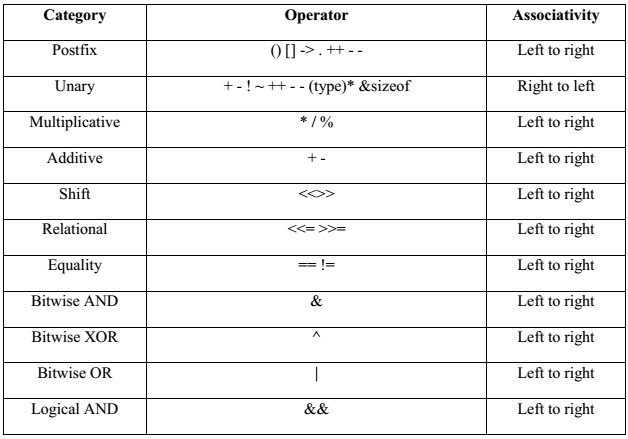 Category Operator Associativity
Postfix () [] -> . ++ - - Left to right
Unary + - ! ~ ++ - - (type)* &sizeof Right to left
Multiplicative * / % Left to right
Additive + - Left to right
Shift <<>> Left to right
Relational <<= >>= Left to right
Equality == != Left to right
Bitwise AND & Left to right
Bitwise XOR ^ Left to right
Bitwise OR | Left to right
Logical AND && Left to right